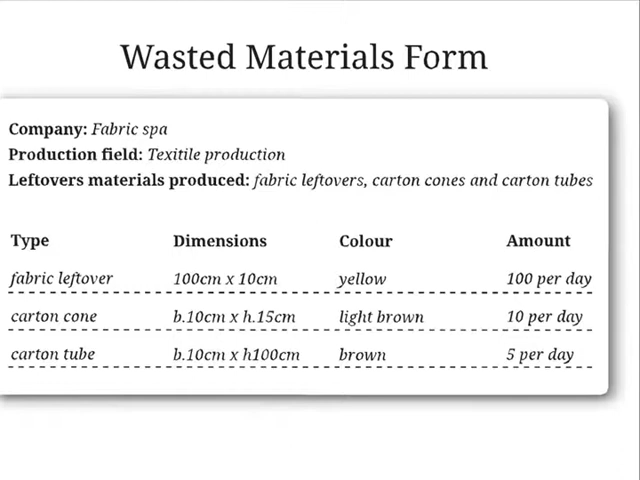 Wasted Materials Form
Company: Fabric spa
Production field: Texitile production
Leftovers materials produced: fabric leftovers, carton cones and carton tubes
Type Dimensions Colour Amount
fabric leftover 100cm x 10cm yellow 100 per day
carton cone b.10cm x h.15cm light brown 10 per day
carton tube b.10cm x h100cm brown 5 per day